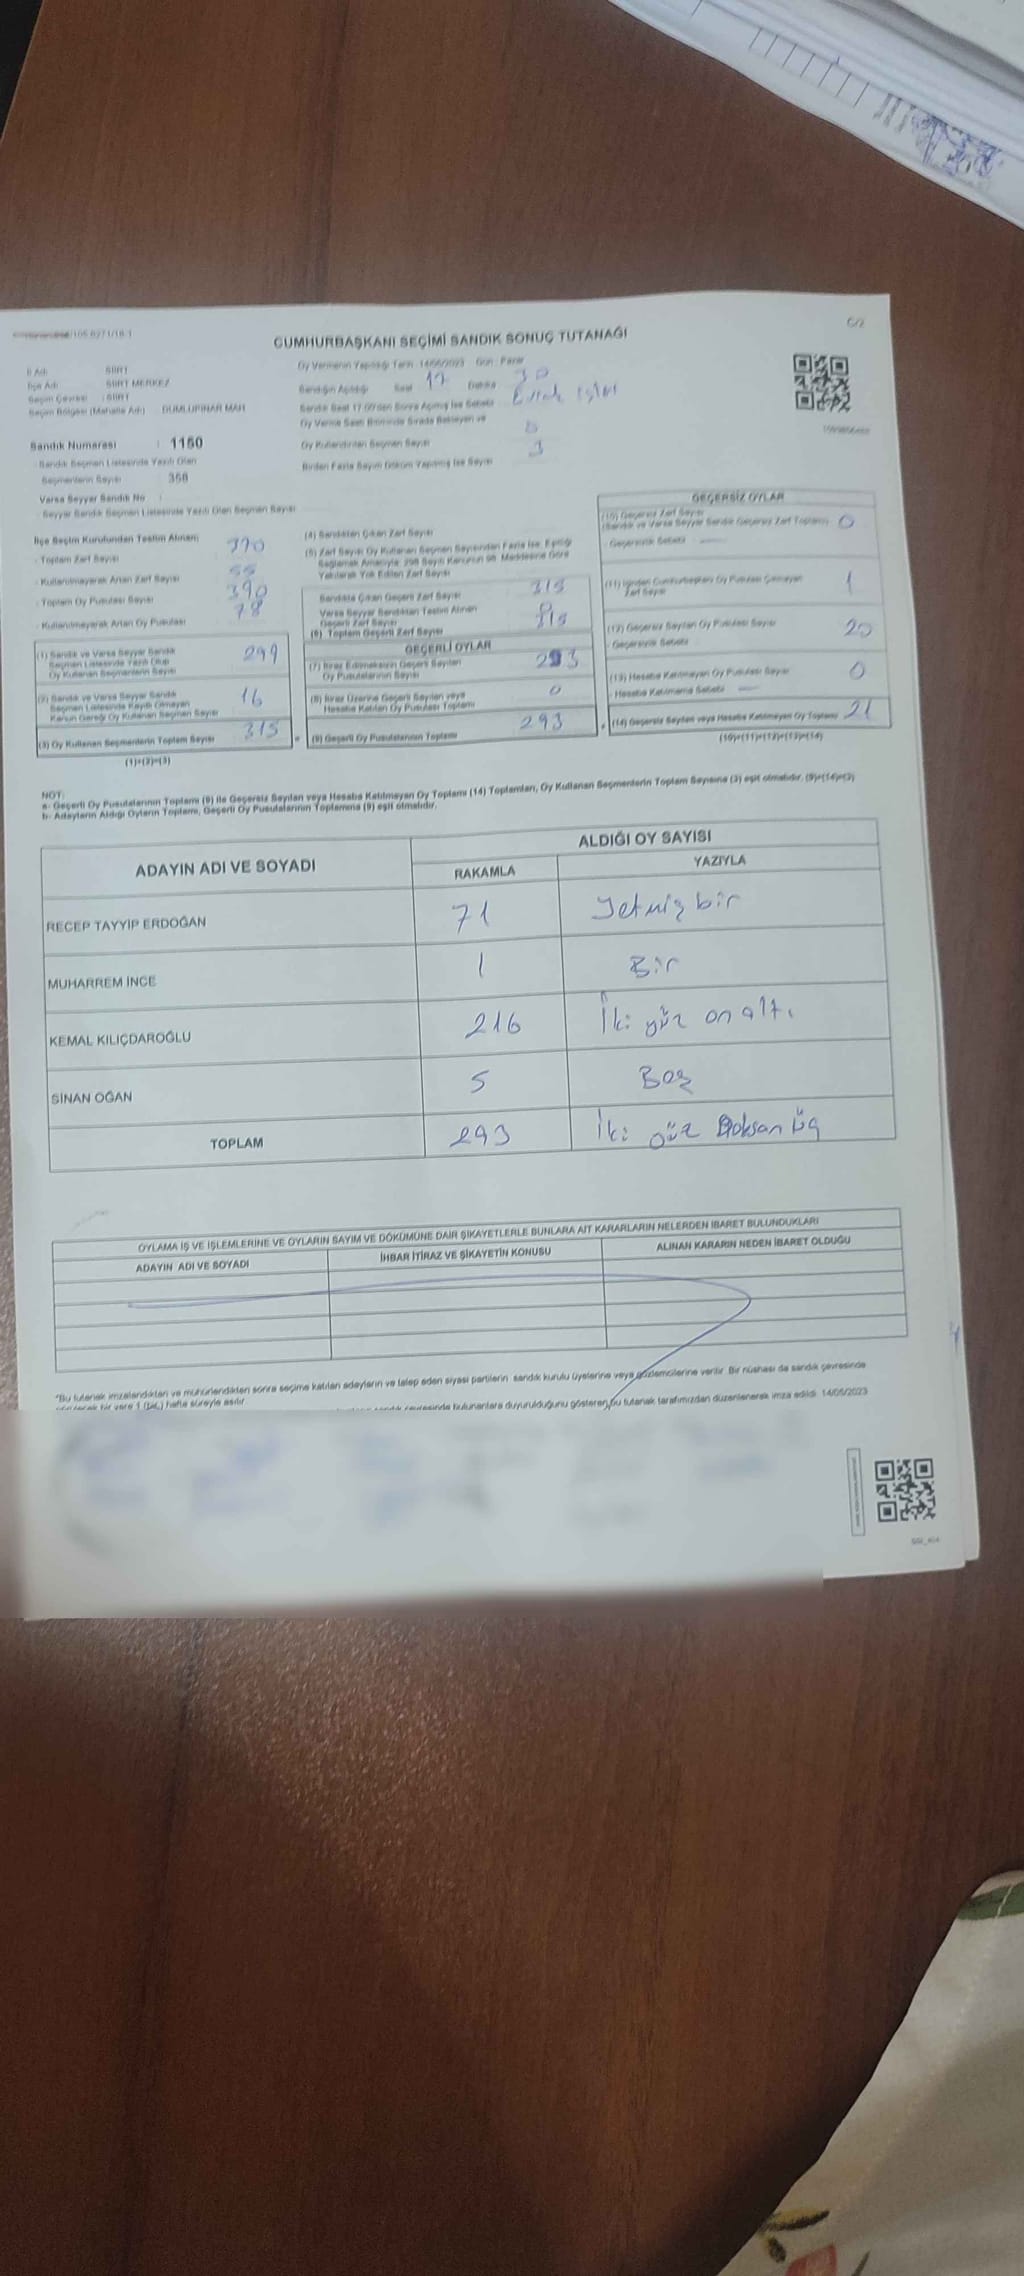 C/2
CUMHURBAŞKANI SEÇİMİ SANDIK SONUÇ TUTANAĞI
İl Adı : SİİRT
İlçe Adı : SİİRT MERKEZ
Seçim Çevresi : SİİRT
Seçim Bölgesi (Mahalle Adı) : DUMLUPINAR MAH.
Oy Vermenin Yapıldığı Tarih : 14/05/2023 Gün : Pazar
Sandığın Açıldığı Saat 17 Dakika 30
Sandık Saat 17.00'den Sonra Açılmış İse Sebebi Evrak işleri
Oy Verme Saati Bitiminde Sırada Bekleyen ve
Oy Kullandırılan Seçmen Sayısı
Birden Fazla Sayım Döküm Yapılmış İse Sayısı 3
Sandık Numarası : 1150
- Sandık Seçmen Listesinde Yazılı Olan
Seçmenlerin Sayısı : 358
Varsa Seyyar Sandık No :
- Seyyar Sandık Seçmen Listesinde Yazılı Olan Seçmen Sayısı
İlçe Seçim Kurulundan Teslim Alınan
- Toplam Zarf Sayısı 370
- Kullanılmayarak Artan Zarf Sayısı 55
- Toplam Oy Pusulası Sayısı 390
- Kullanılmayarak Artan Oy Pusulası 78
(1) Sandık ve Varsa Seyyar Sandık
Seçmen Listesinde Yazılı Olup
Oy Kullanan Seçmenlerin Sayısı 299
(2) Sandık ve Varsa Seyyar Sandık
Seçmen Listesinde Kayıtlı Olmayan
Kanun Gereği Oy Kullanan Seçmen Sayısı 16
(3) Oy Kullanan Seçmenlerin Toplam Sayısı 315
(1)+(2)=(3)
(4) Sandıktan Çıkan Zarf Sayısı
(5) Zarf Sayısı Oy Kullanan Seçmen Sayısından Fazla İse, Eşitliği
Sağlamak Amacıyla, 298 Sayılı Kanunun 98. Maddesine Göre
Yakılarak Yok Edilen Zarf Sayısı
Sandıkta Çıkan Geçerli Zarf Sayısı 315
Varsa Seyyar Sandıktan Teslim Alınan
Geçerli Zarf Sayısı 0
(6) Toplam Geçerli Zarf Sayısı 315
GEÇERLİ OYLAR
(7) İtiraz Edilmeksizin Geçerli Sayılan
Oy Pusulalarının Sayısı 293
(8) İtiraz Üzerine Geçerli Sayılan veya
Hesaba Katılan Oy Pusulası Toplamı 0
(9) Geçerli Oy Pusulalarının Toplamı 293
GEÇERSİZ OYLAR
(10) Geçersiz Zarf Sayısı
(Sandık ve Varsa Seyyar Sandık Geçersiz Zarf Toplamı) 0
- Geçersizlik Sebebi
(11) İçinden Cumhurbaşkanı Oy Pusulası Çıkmayan
Zarf Sayısı 1
(12) Geçersiz Sayılan Oy Pusulası Sayısı 20
- Geçersizlik Sebebi
(13) Hesaba Katılmayan Oy Pusulası Sayısı 0
- Hesaba Katılmama Sebebi
(14) Geçersiz Sayılan veya Hesaba Katılmayan Oy Toplamı 21
(10)+(11)+(12)+(13)=(14)
NOT:
a- Geçerli Oy Pusulalarının Toplamı (9) ile Geçersiz Sayılan veya Hesaba Katılmayan Oy Toplamı (14) Toplamları, Oy Kullanan Seçmenlerin Toplam Sayısına (3) eşit olmalıdır. (9)+(14)=(3)
b- Adayların Aldığı Oyların Toplamı, Geçerli Oy Pusulalarının Toplamına (9) eşit olmalıdır.
ADAYIN ADI VE SOYADI
ALDIĞI OY SAYISI
RAKAMLA YAZIYLA
RECEP TAYYİP ERDOĞAN 71 Yetmiş bir
MUHARREM İNCE 1 Bir
KEMAL KILIÇDAROĞLU 216 İki yüz on altı
SİNAN OĞAN 5 Beş
TOPLAM 293 İki yüz Doksan üç
OYLAMA İŞ VE İŞLEMLERİNE VE OYLARIN SAYIM VE DÖKÜMÜNE DAİR ŞİKAYETLERLE BUNLARA AİT KARARLARIN NELERDEN İBARET BULUNDUKLARI
ADAYIN ADI VE SOYADI İHBAR İTİRAZ VE ŞİKAYETİN KONUSU ALINAN KARARIN NEDEN İBARET OLDUĞU
*Bu tutanak imzalandıktan ve mühürlendikten sonra seçime katılan adayların ve talep eden siyasi partilerin sandık kurulu üyelerine veya gözlemcilerine verilir. Bir nüshası da sandık çevresinde
bir yere 1 (bir) hafta süreyle asılır.
sandık çevresinde bulunanlara duyurulduğunu gösteren bu tutanak tarafımızdan düzenlenerek imza edildi. 14/05/2023